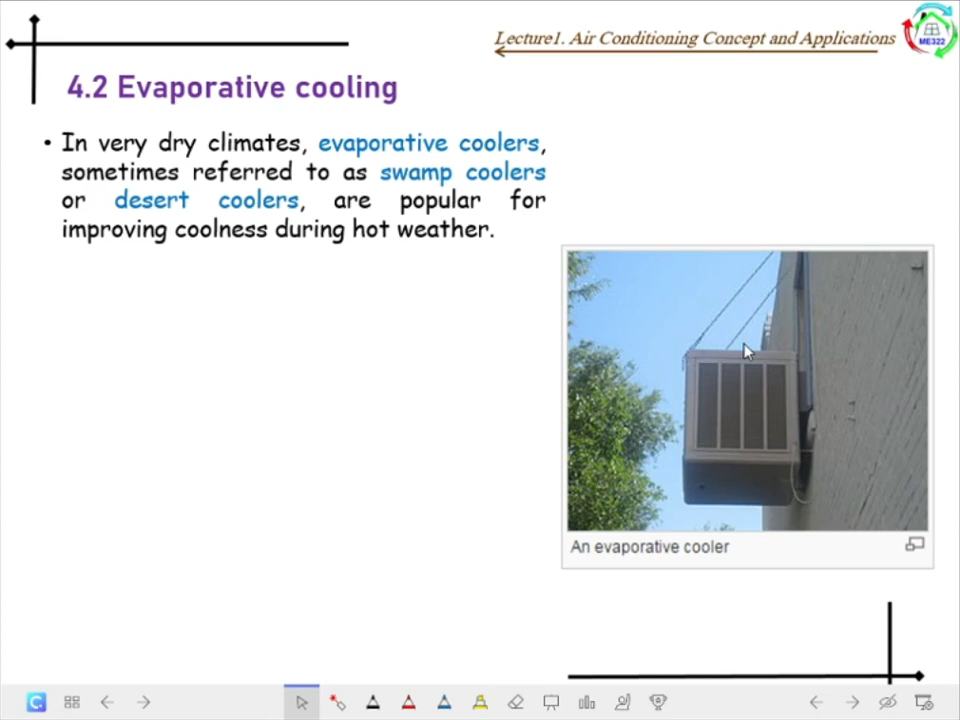 Lecture1. Air Conditioning Concept and Applications
ME322
4.2 Evaporative cooling
• In very dry climates, evaporative coolers,
sometimes referred to as swamp coolers
or desert coolers, are popular for
improving coolness during hot weather.
An evaporative cooler